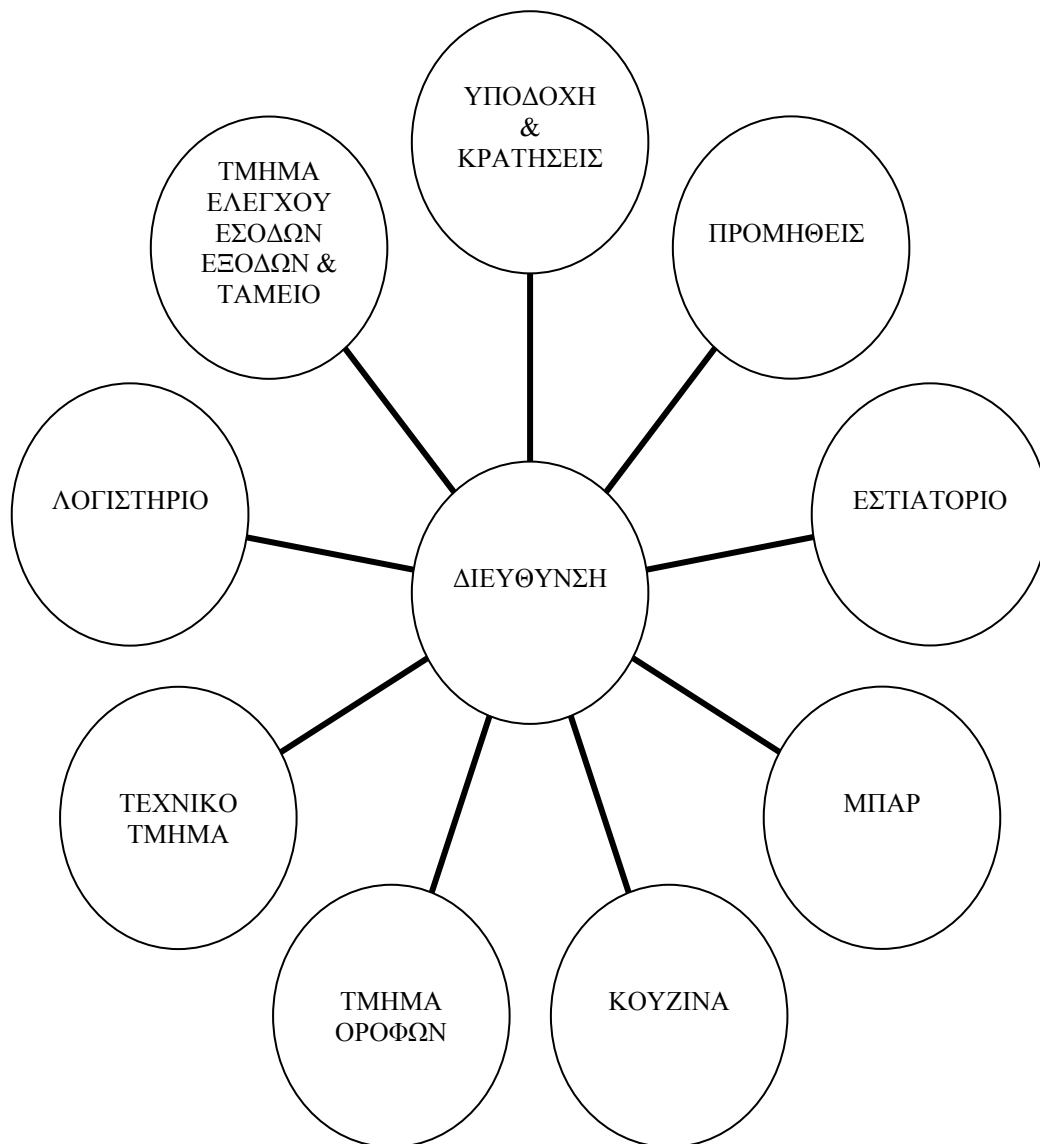 ΥΠΟΔΟΧΗ
&
ΚΡΑΤΗΣΕΙΣ
ΤΜΗΜΑ
ΕΛΕΓΧΟΥ
ΕΣΟΔΩΝ
ΕΞΟΔΩΝ &
ΤΑΜΕΙΟ
ΠΡΟΜΗΘΕΙΣ
ΛΟΓΙΣΤΗΡΙΟ
ΕΣΤΙΑΤΟΡΙΟ
ΔΙΕΥΘΥΝΣΗ
ΤΕΧΝΙΚΟ
ΤΜΗΜΑ
ΜΠΑΡ
ΤΜΗΜΑ
ΟΡΟΦΩΝ
ΚΟΥΖΙΝΑ